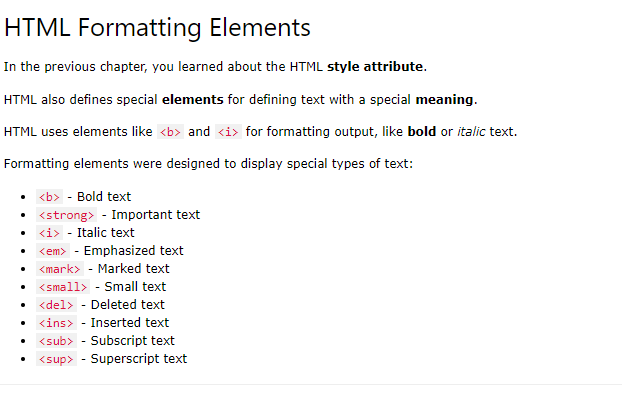 HTML Formatting Elements
In the previous chapter, you learned about the HTML style attribute.
HTML also defines special elements for defining text with a special meaning.
HTML uses elements like <b> and <i> for formatting output, like bold or italic text.
Formatting elements were designed to display special types of text:
• <b> - Bold text
• <strong> - Important text
• <i> - Italic text
• <em> - Emphasized text
• <mark> - Marked text
• <small> - Small text
• <del> - Deleted text
• <ins> - Inserted text
• <sub> - Subscript text
• <sup> - Superscript text